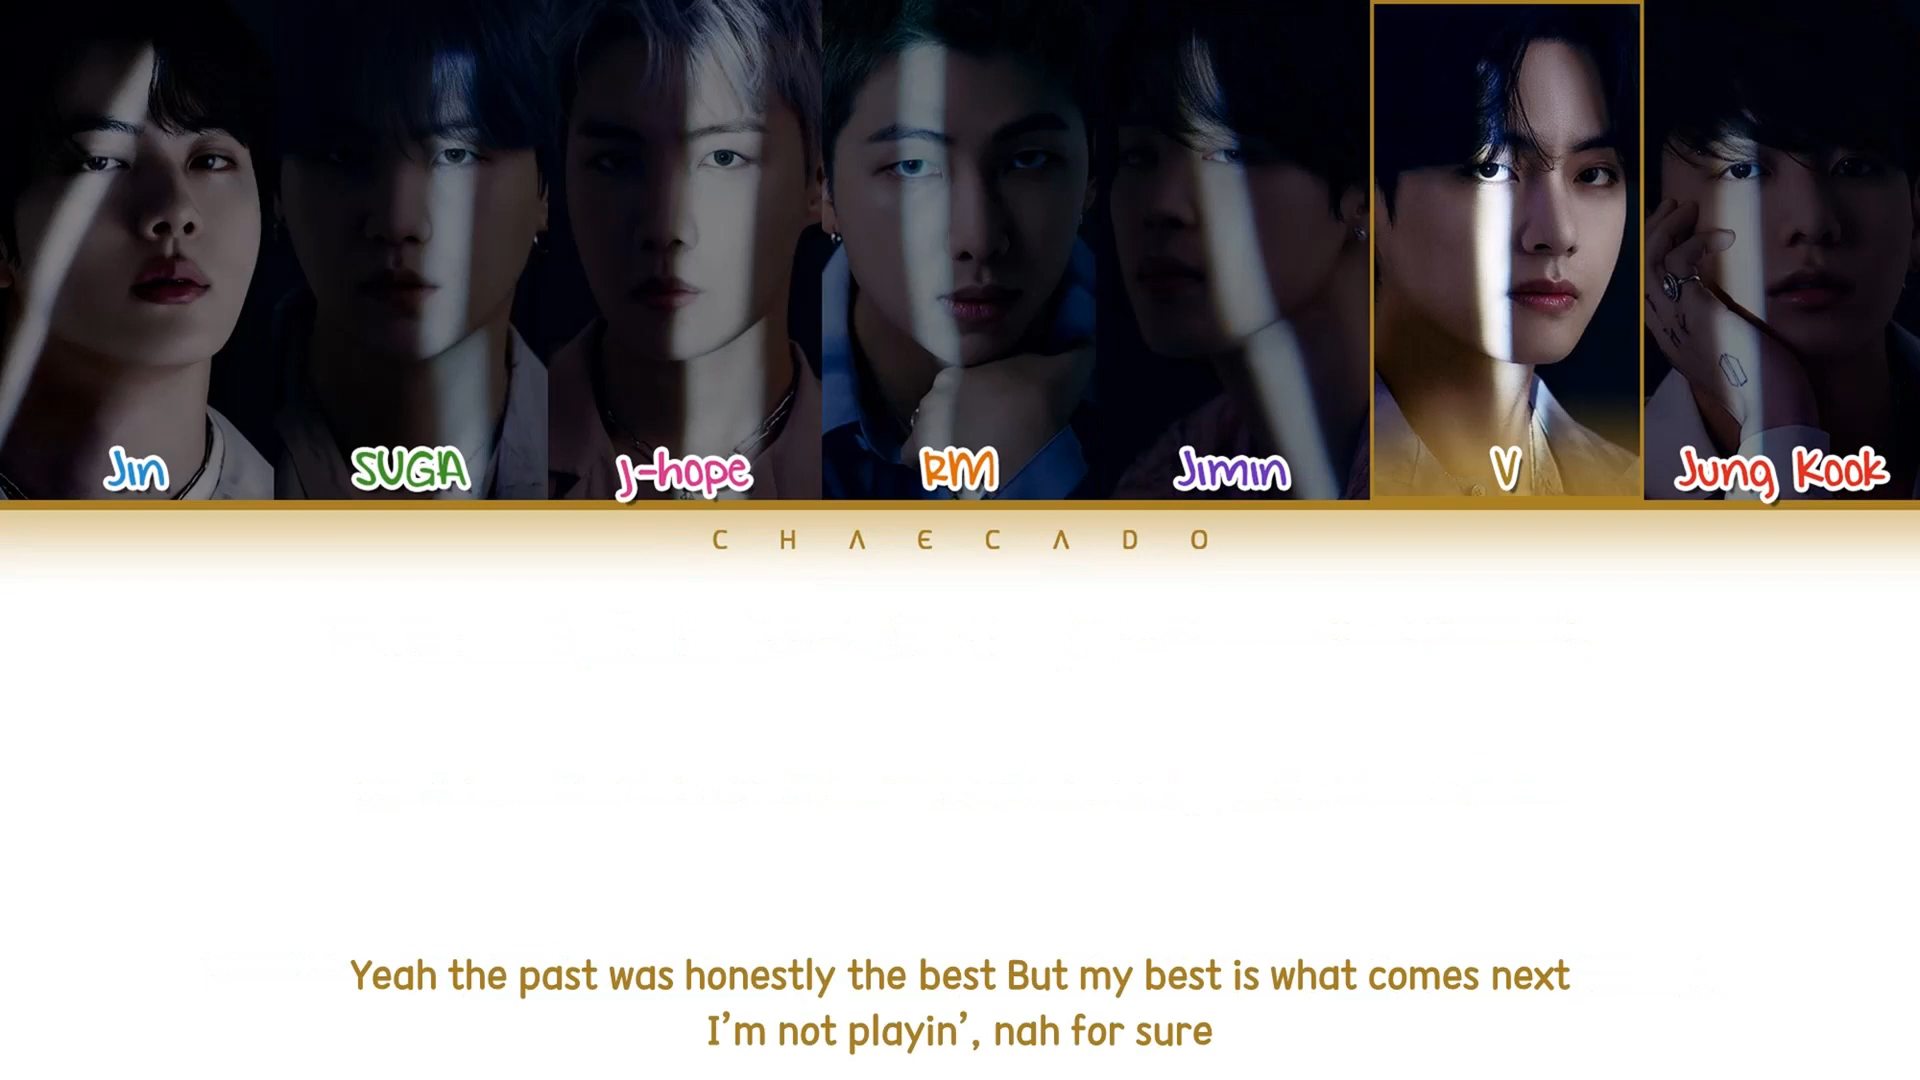 Jin SUGA j-hope RM Jimin V Jung Kook
CHAECADO
Yeah the past was honestly the best But my best is what comes next
I'm not playin', nah for sure